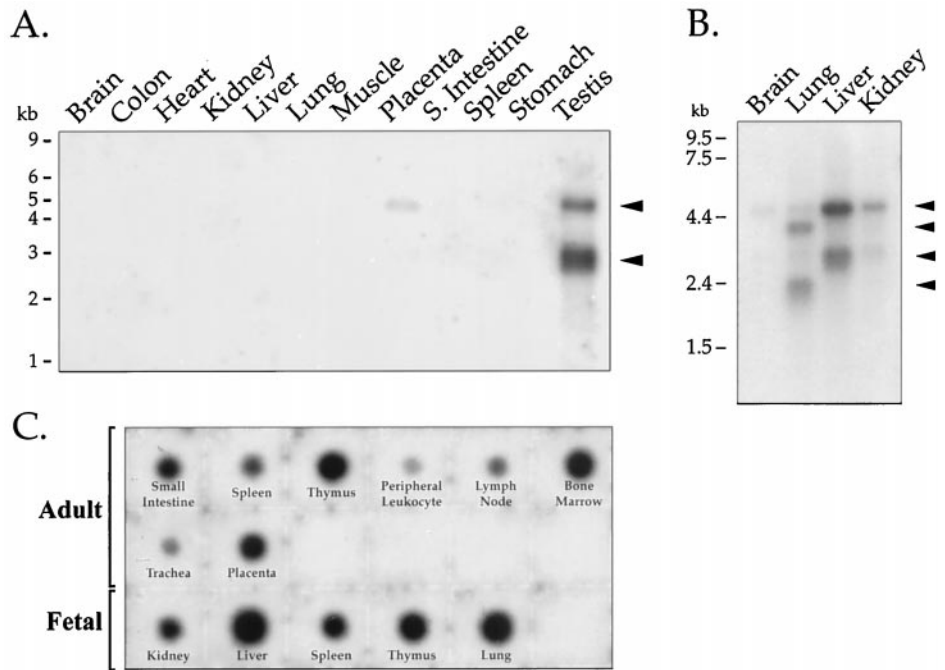 A.
Brain Colon Heart Kidney Liver Lung Muscle Placenta S. Intestine Spleen Stomach Testis
kb
9 -
6 -
5 -
4 -
3 -
2 -
1 -
B.
Brain Lung Liver Kidney
kb
9.5 –
7.5 –
4.4 –
2.4 –
1.5 –
C.
Adult
Small Intestine
Spleen
Thymus
Peripheral Leukocyte
Lymph Node
Bone Marrow
Trachea
Placenta
Fetal
Kidney
Liver
Spleen
Thymus
Lung